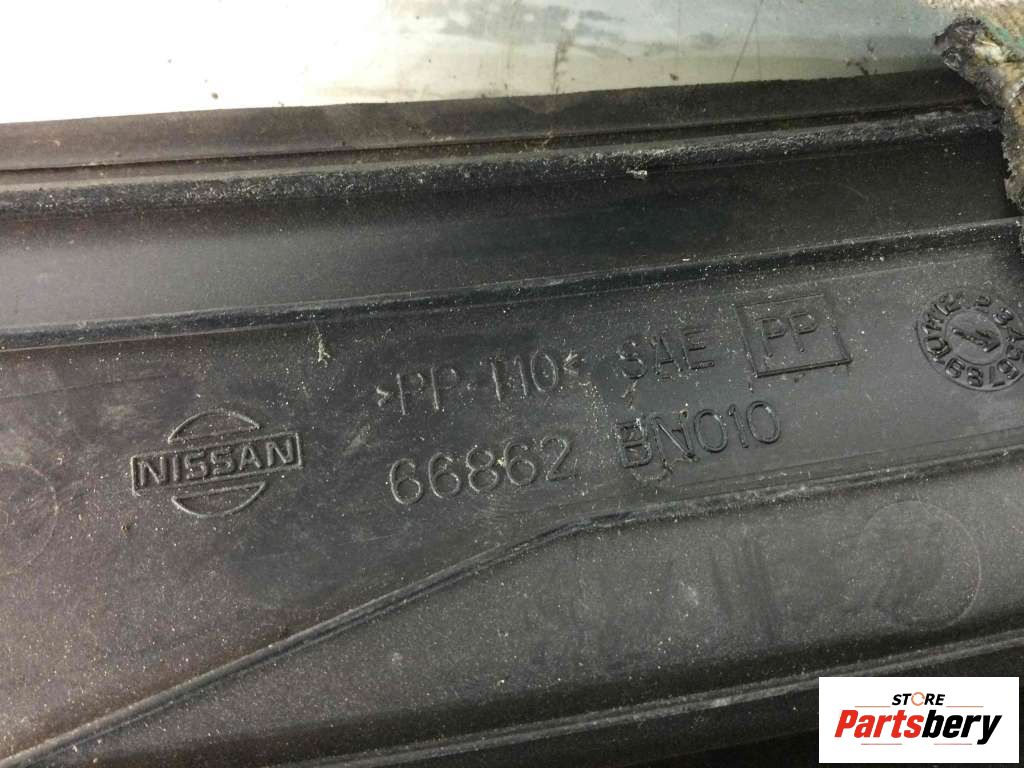 >PP-T10< SAE PP
NISSAN
66862 BN010
STORE
Partsbery